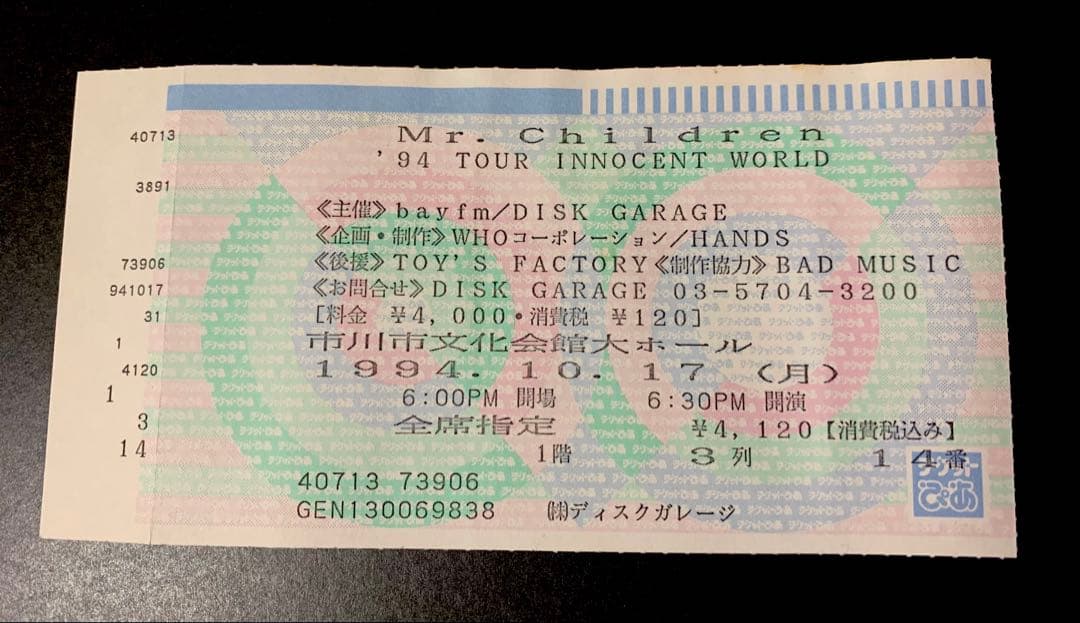 40713
3891
73906
941017
31
1
4120
1
3
14
Mr. Children
'94 TOUR INNOCENT WORLD
《主催》bayfm/DISK GARAGE
《企画・制作》WHOコーポレーション/HANDS
《後援》TOY'S FACTORY《制作協力》BAD MUSIC
《お問合せ》DISK GARAGE 03-5704-3200
[料金 ¥4,000・消費税 ¥120]
市川市文化会館大ホール
1994.10.17 (月)
6:00PM 開場 6:30PM 開演
全席指定 ¥4,120【消費税込み】
1階 3列 14番
40713 73906
GEN130069838 ㈱ディスクガレージ
チケットぴあ